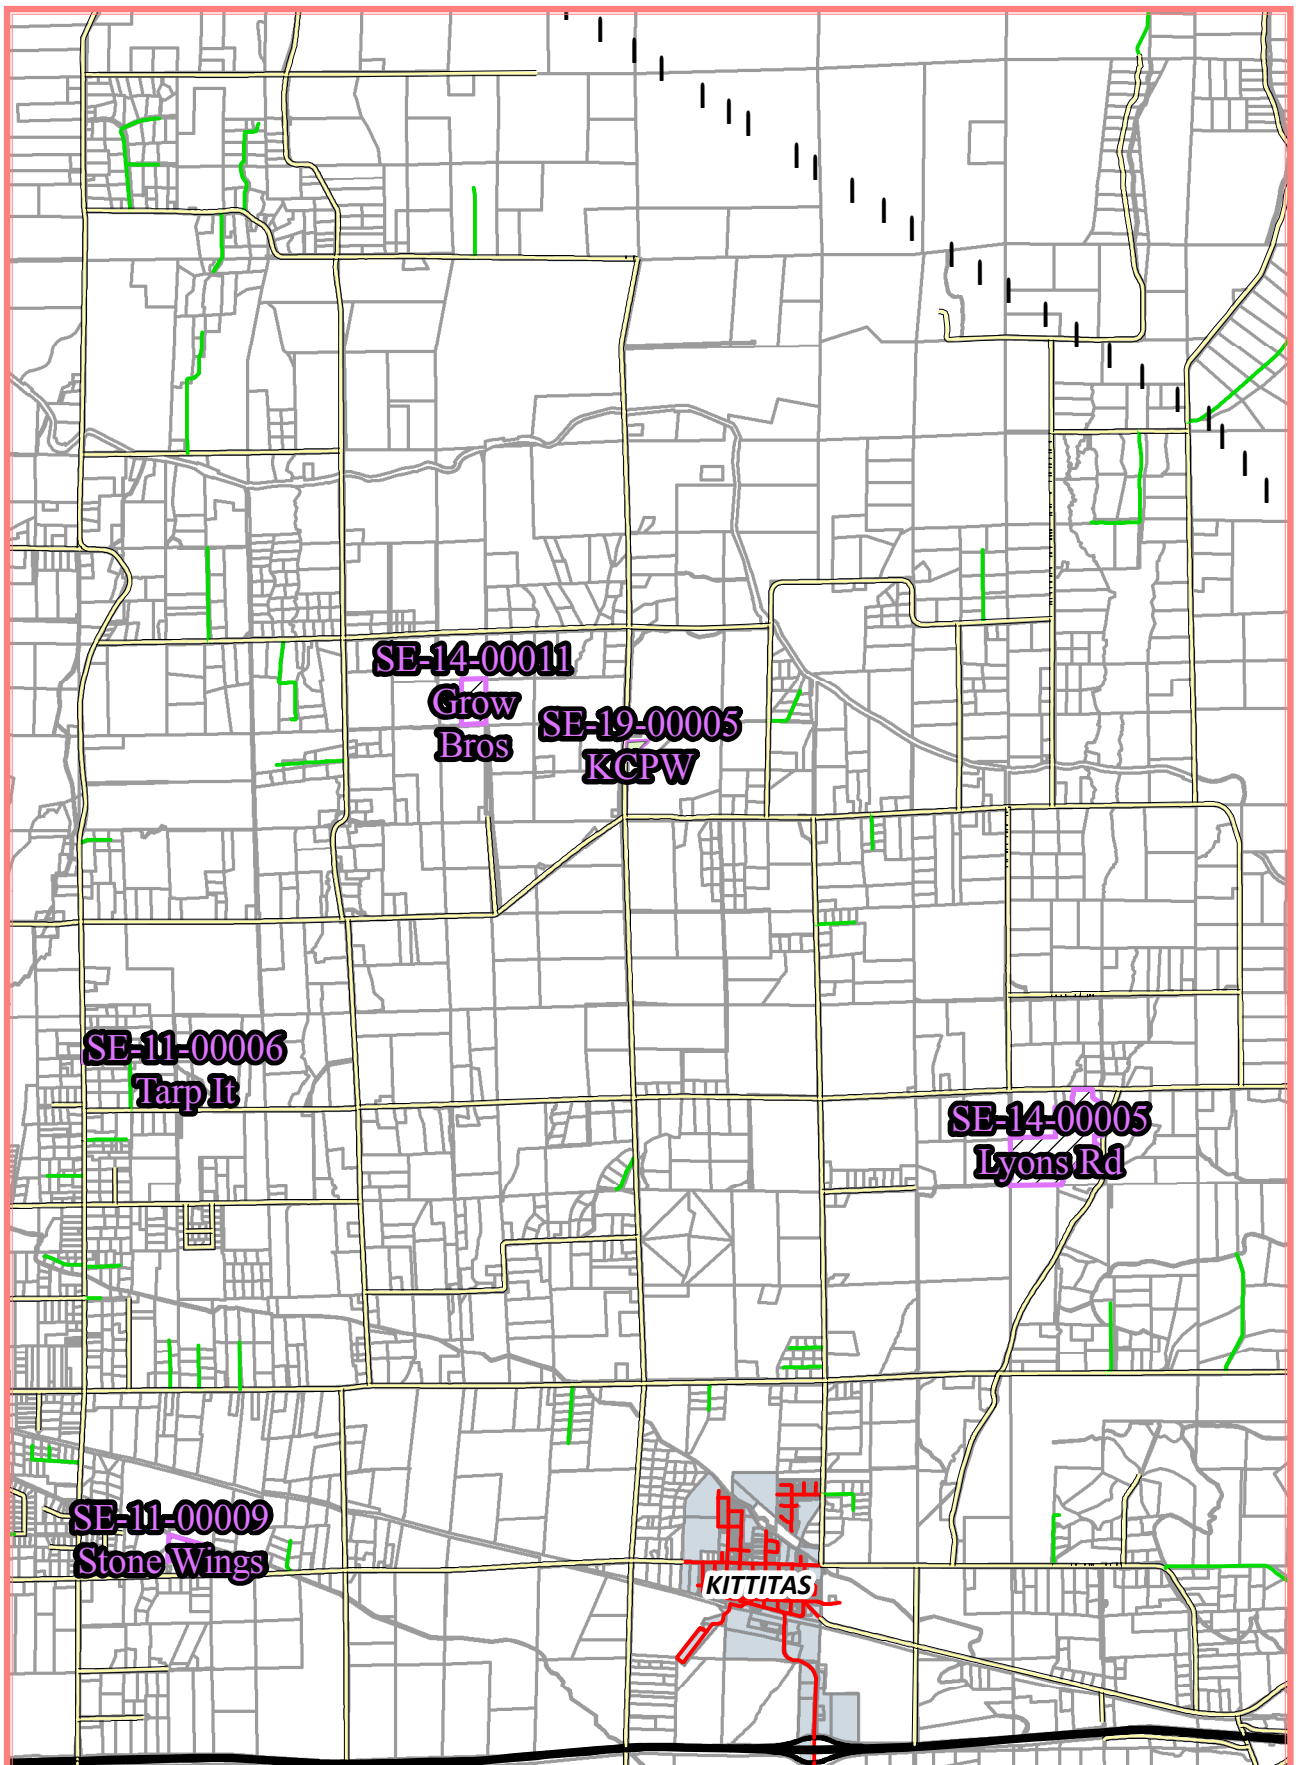 SE-14-00011
Grow
Bros
SE-19-00005
KCPW
SE-11-00006
Tarp It
SE-14-00005
Lyons Rd
SE-11-00009
Stone Wings
KITTITAS